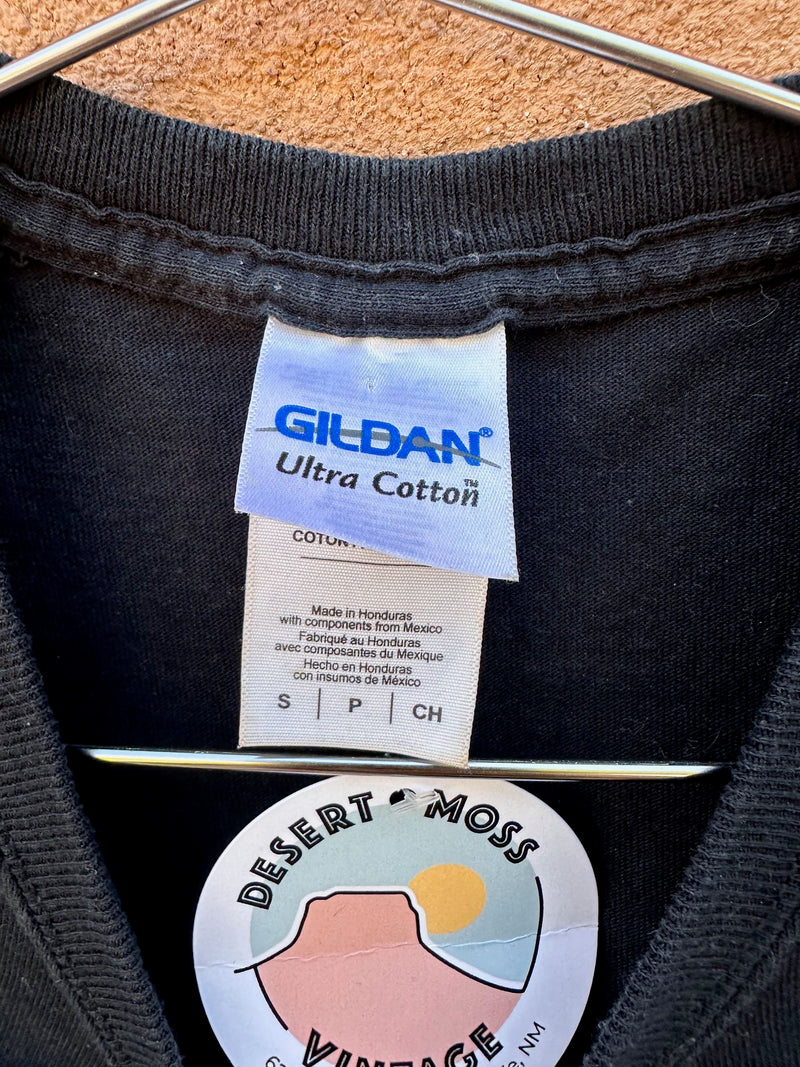 GILDAN®
Ultra Cotton™
Made in Honduras
with components from Mexico
Fabriqué au Honduras
avec composantes du Mexique
Hecho en Honduras
con insumos de México
S | P | CH
DESERT MOSS
VINTAGE
NM